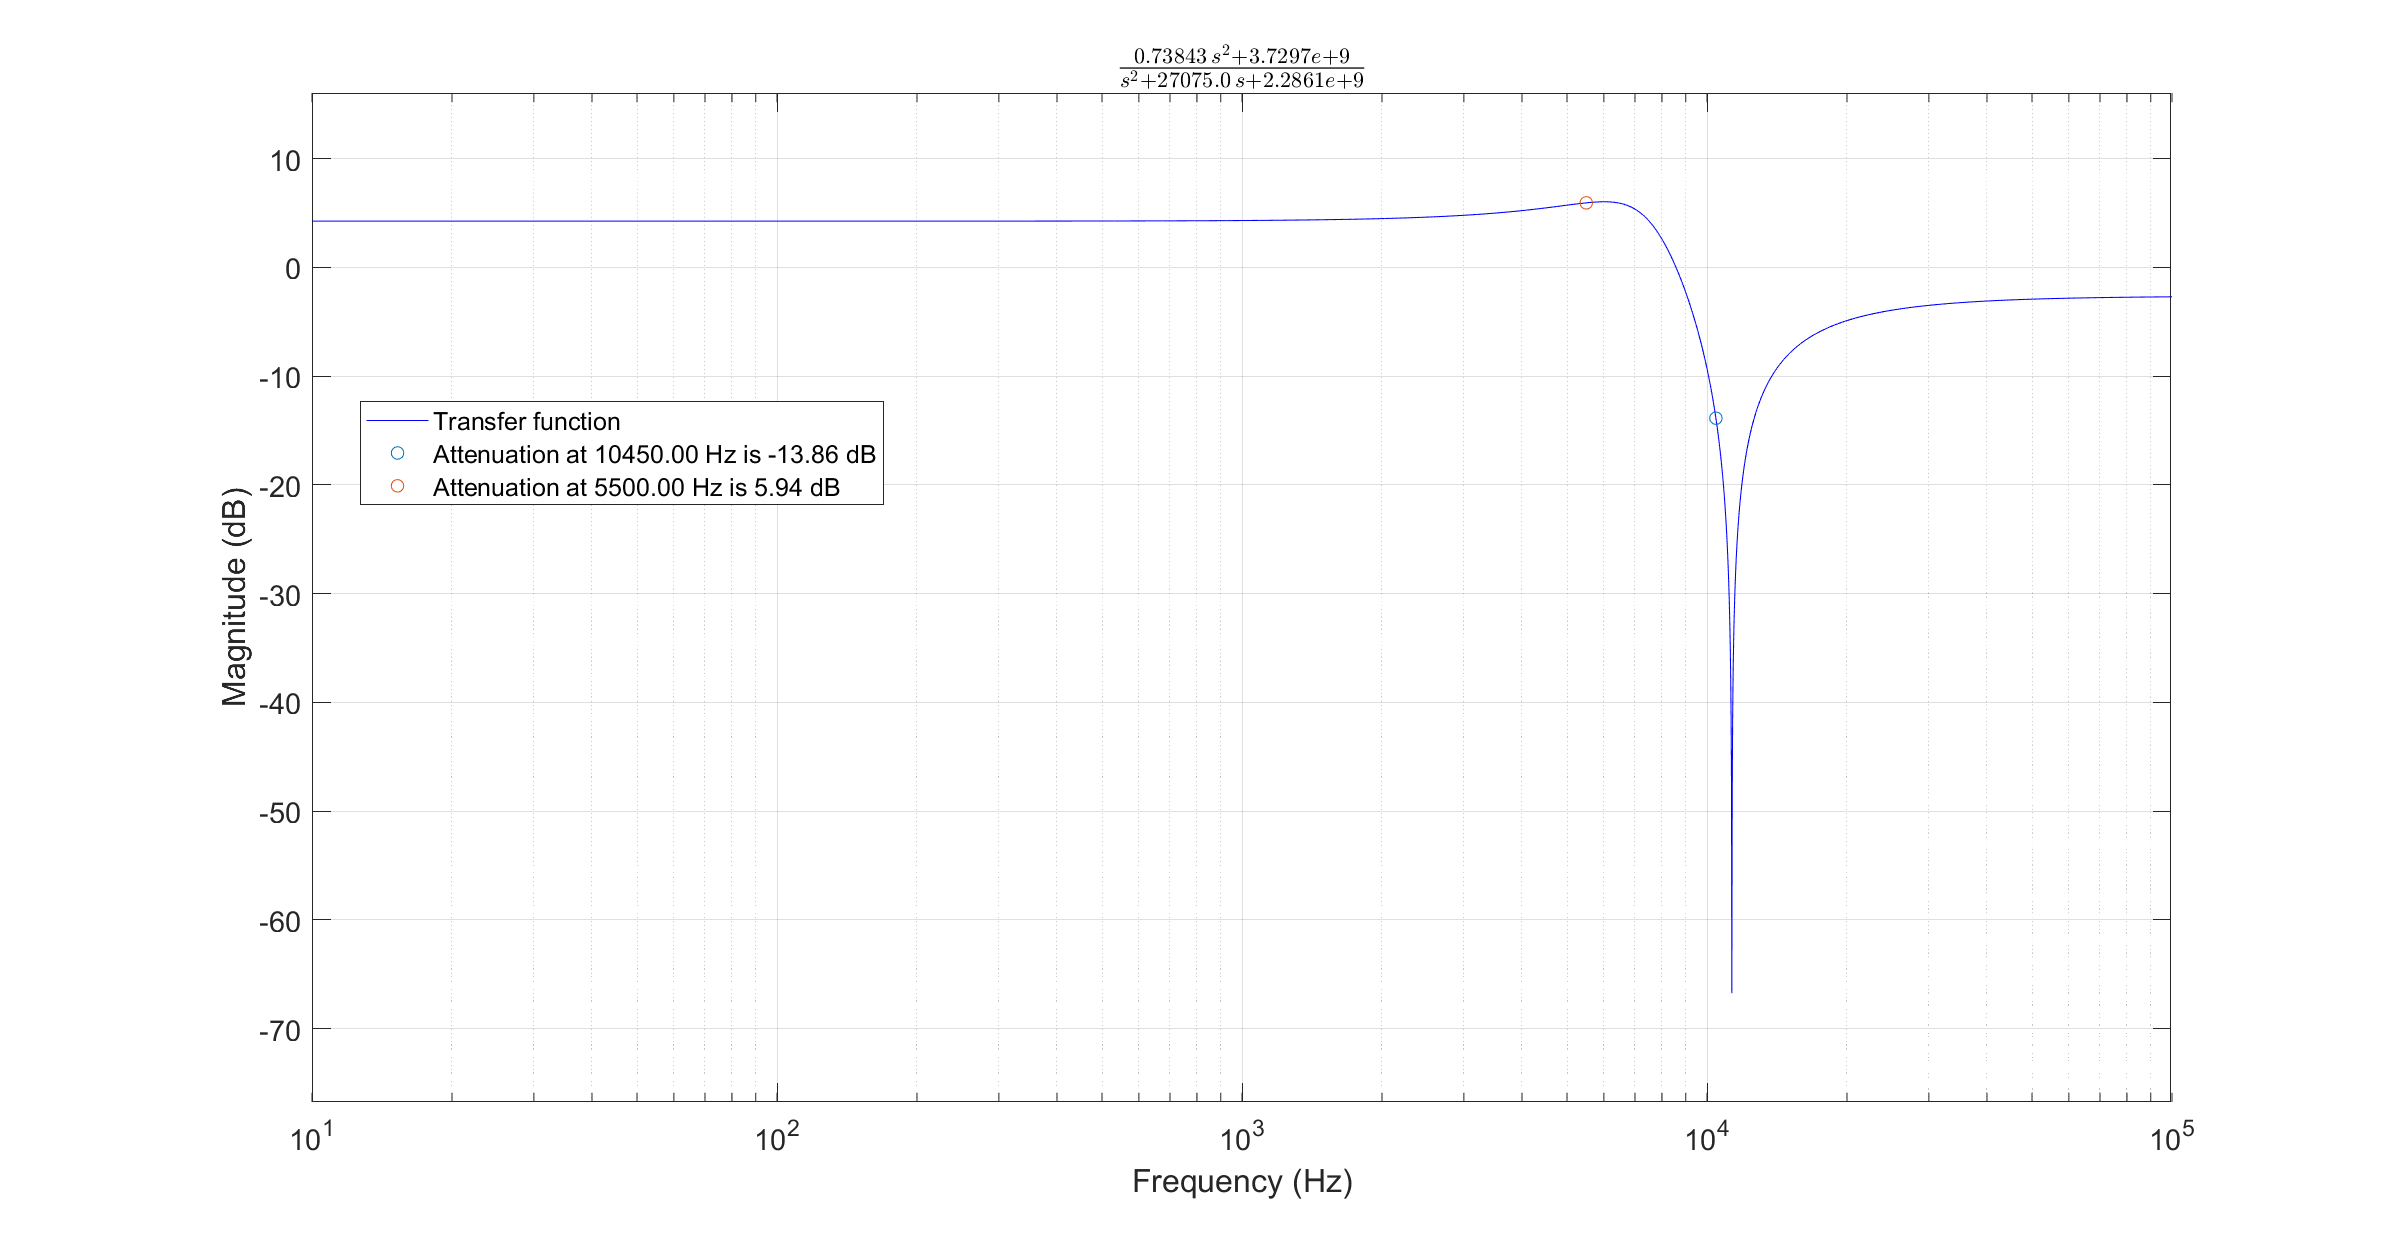 0.73843 s²+3.7297e+9
s²+27075.0 s+2.2861e+9
10
0
-10
-20
-30
-40
-50
-60
-70
Magnitude (dB)
Transfer function
Attenuation at 10450.00 Hz is -13.86 dB
Attenuation at 5500.00 Hz is 5.94 dB
10¹ 10² 10³ 10⁴ 10⁵
Frequency (Hz)